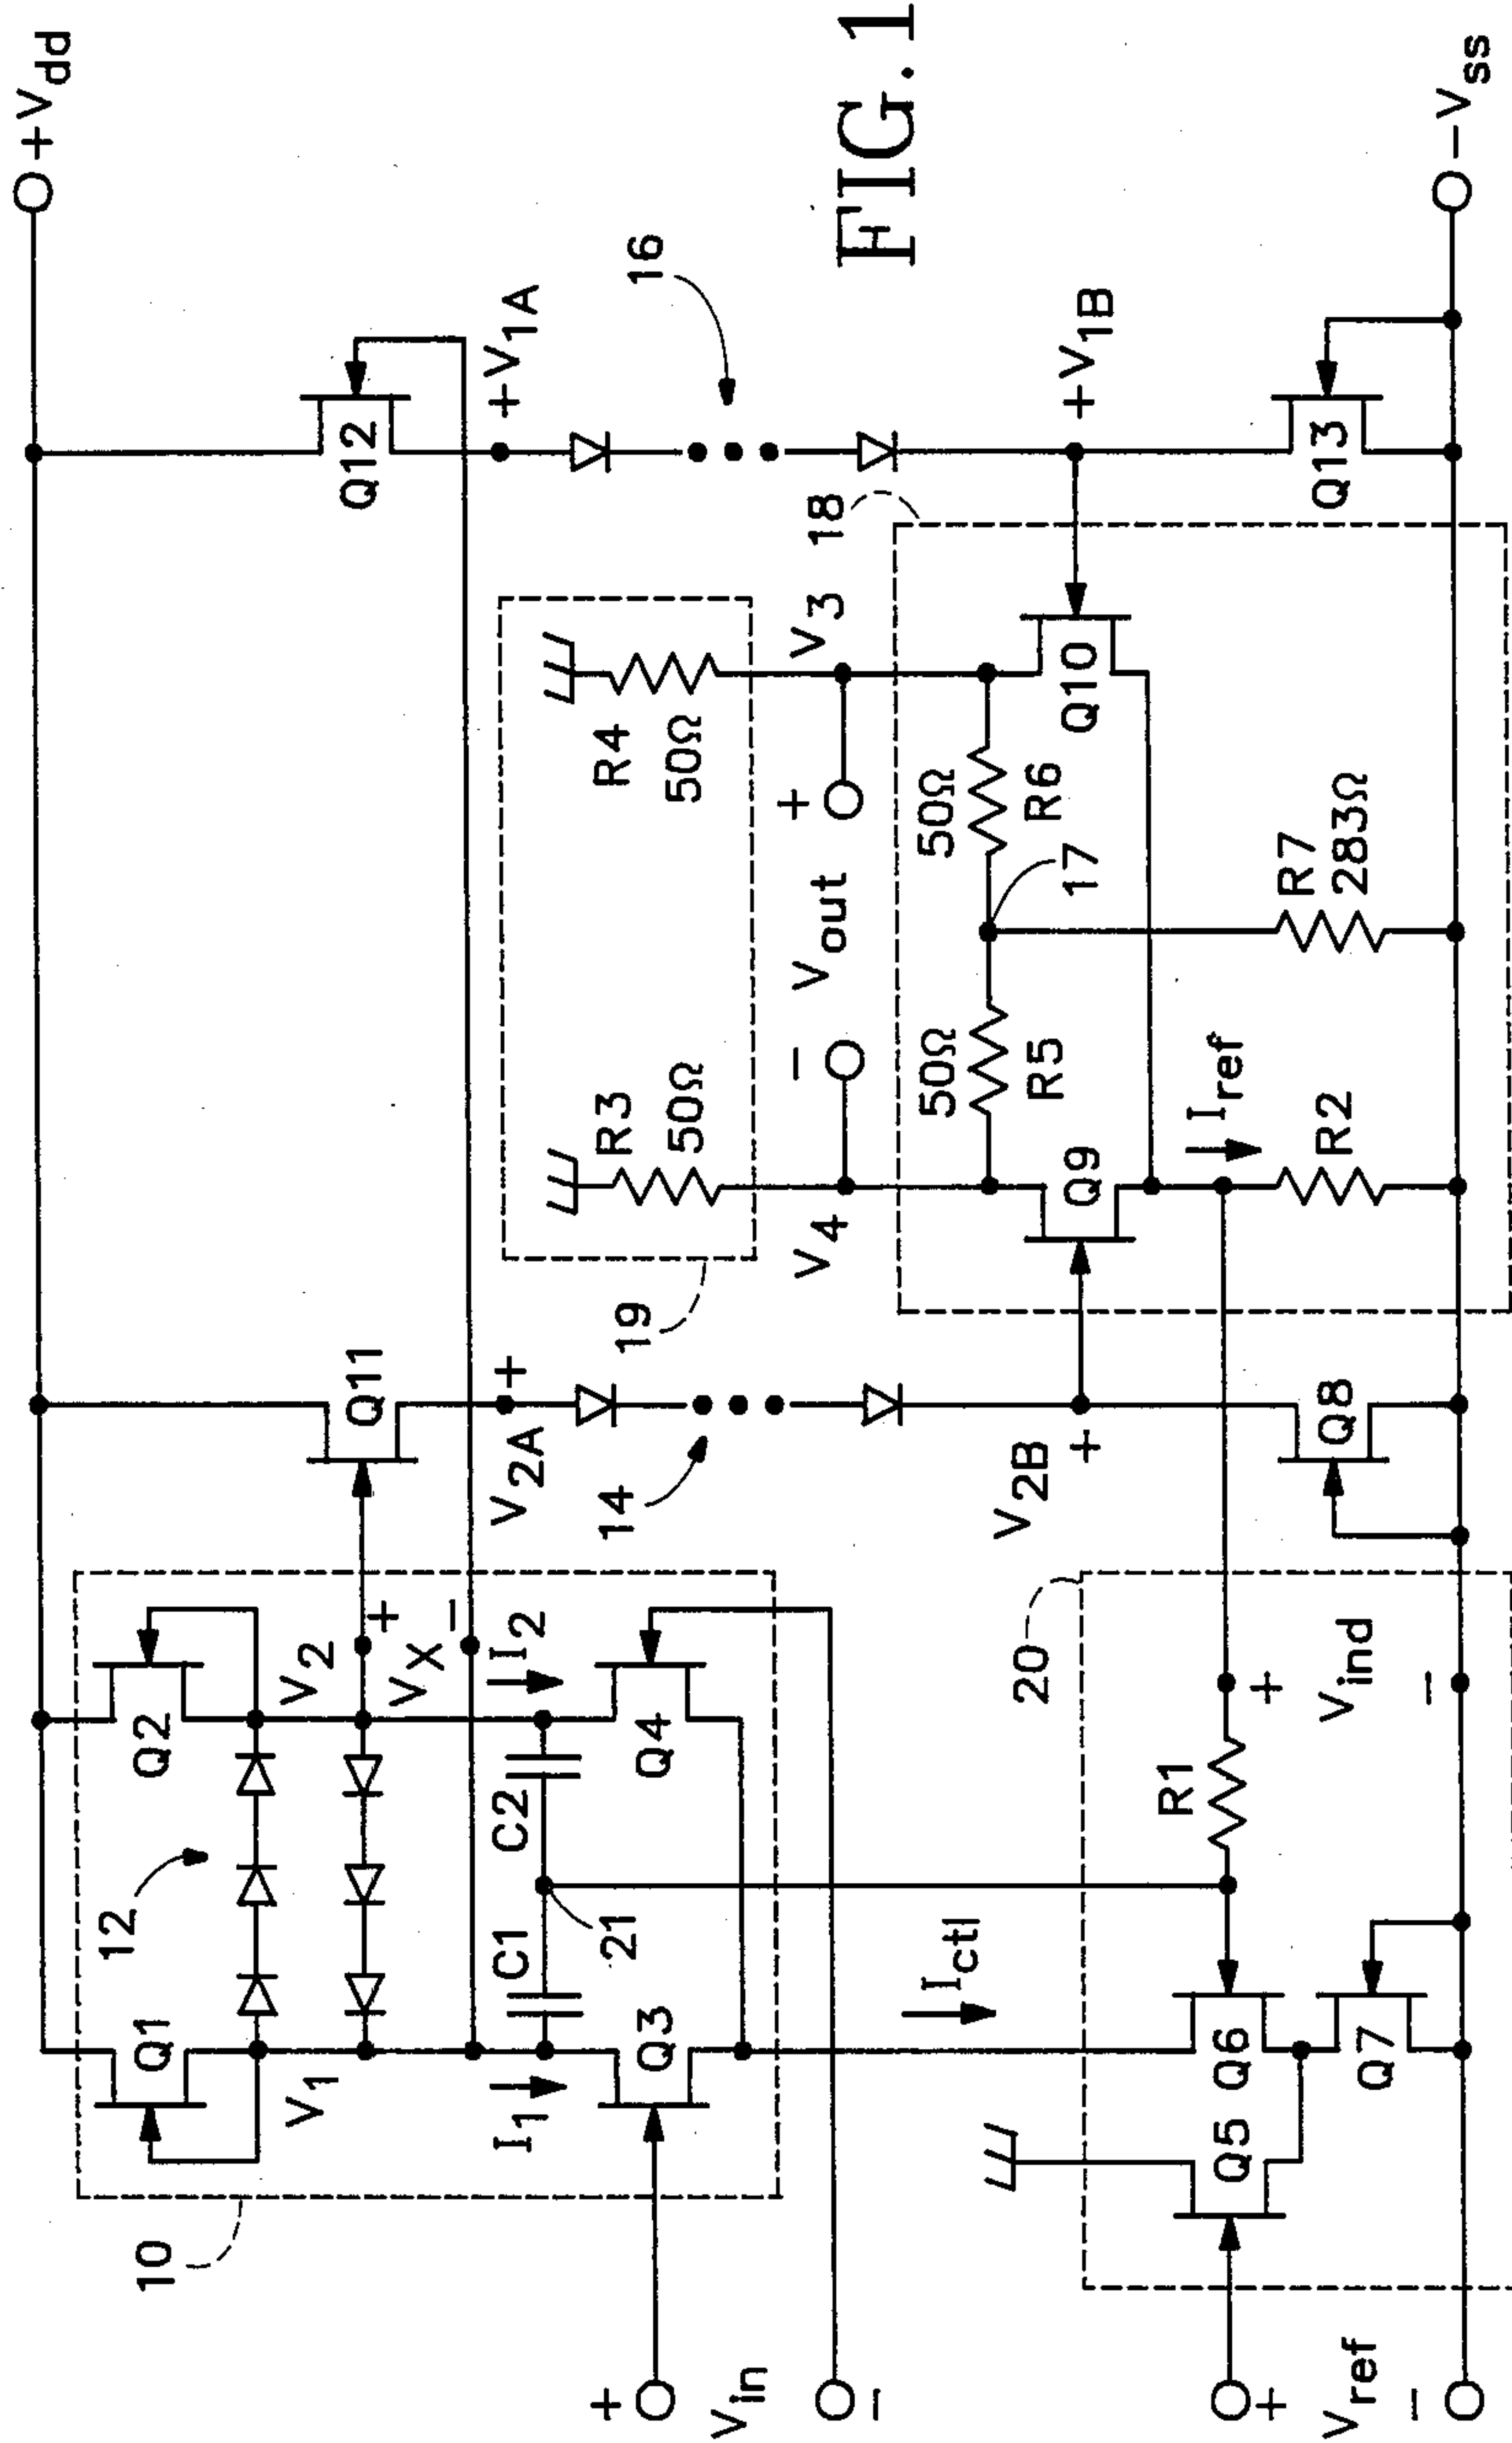 +Vdd
Q1
Q2
12
10
V1
V2
+
VX
−
I1
I2
C1
C2
21
Q3
Q4
+
Vin
−
Q11
V2A
+
14
V2B
+
Q8
Q12
+V1A
16
+V1B
Q13
19
R3
50Ω
R4
50Ω
V4
−
Vout
+
V3
18
50Ω
R5
50Ω
R6
17
Q9
Q10
Iref
R2
R7
283Ω
20
Ictl
Q5
Q6
Q7
R1
+
Vind
−
+
Vref
−
−Vss
FIG. 1